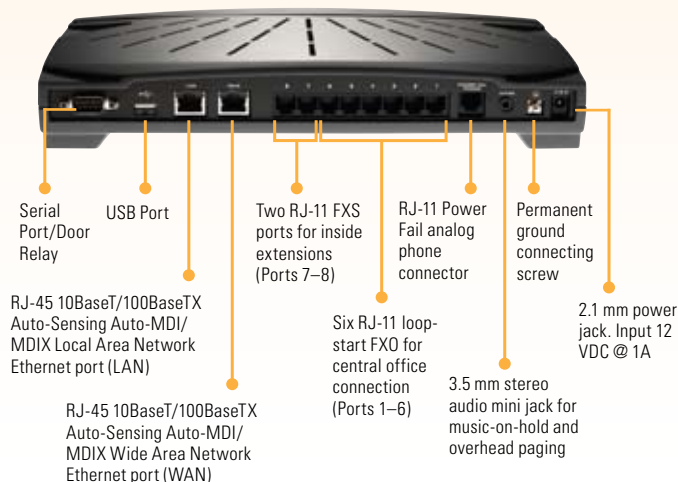 Serial
Port/Door
Relay
USB Port
Two RJ-11 FXS
ports for inside
extensions
(Ports 7–8)
RJ-11 Power
Fail analog
phone
connector
Permanent
ground
connecting
screw
RJ-45 10BaseT/100BaseTX
Auto-Sensing Auto-MDI/
MDIX Local Area Network
Ethernet port (LAN)
Six RJ-11 loop-
start FXO for
central office
connection
(Ports 1–6)
2.1 mm power
jack. Input 12
VDC @ 1A
3.5 mm stereo
audio mini jack for
music-on-hold and
overhead paging
RJ-45 10BaseT/100BaseTX
Auto-Sensing Auto-MDI/
MDIX Wide Area Network
Ethernet port (WAN)